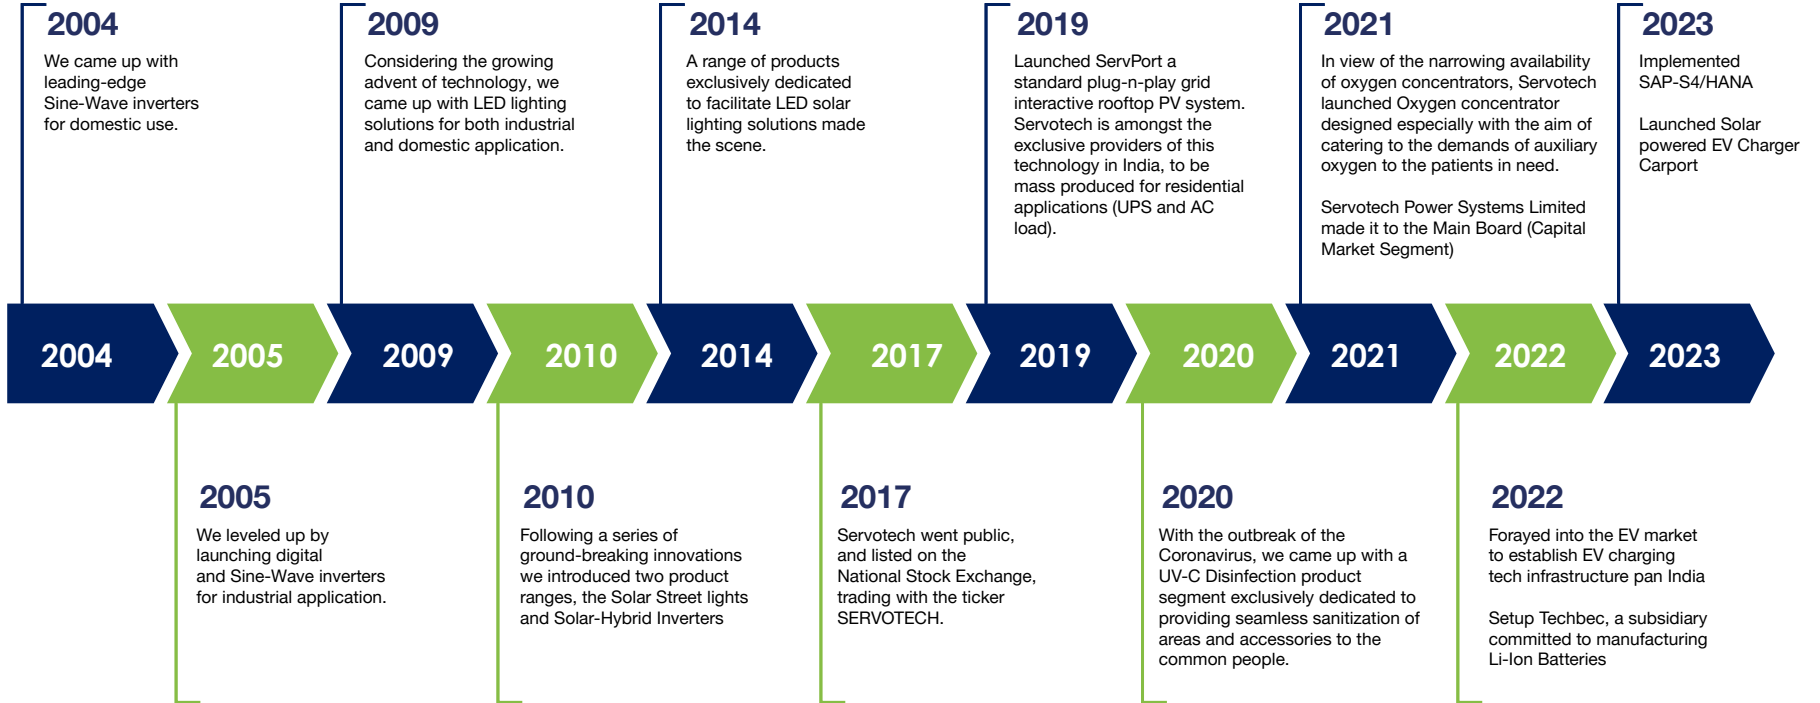 2004
We came up with
leading-edge
Sine-Wave inverters
for domestic use.
2009
Considering the growing
advent of technology, we
came up with LED lighting
solutions for both industrial
and domestic application.
2014
A range of products
exclusively dedicated
to facilitate LED solar
lighting solutions made
the scene.
2019
Launched ServPort a
standard plug-n-play grid
interactive rooftop PV system.
Servotech is amongst the
exclusive providers of this
technology in India, to be
mass produced for residential
applications (UPS and AC
load).
2021
In view of the narrowing availability
of oxygen concentrators, Servotech
launched Oxygen concentrator
designed especially with the aim of
catering to the demands of auxiliary
oxygen to the patients in need.
Servotech Power Systems Limited
made it to the Main Board (Capital
Market Segment)
2023
Implemented
SAP-S4/HANA
Launched Solar
powered EV Charger
Carport
2004
2005
2009
2010
2014
2017
2019
2020
2021
2022
2023
2005
We leveled up by
launching digital
and Sine-Wave inverters
for industrial application.
2010
Following a series of
ground-breaking innovations
we introduced two product
ranges, the Solar Street lights
and Solar-Hybrid Inverters
2017
Servotech went public,
and listed on the
National Stock Exchange,
trading with the ticker
SERVOTECH.
2020
With the outbreak of the
Coronavirus, we came up with a
UV-C Disinfection product
segment exclusively dedicated to
providing seamless sanitization of
areas and accessories to the
common people.
2022
Forayed into the EV market
to establish EV charging
tech infrastructure pan India
Setup Techbec, a subsidiary
committed to manufacturing
Li-Ion Batteries